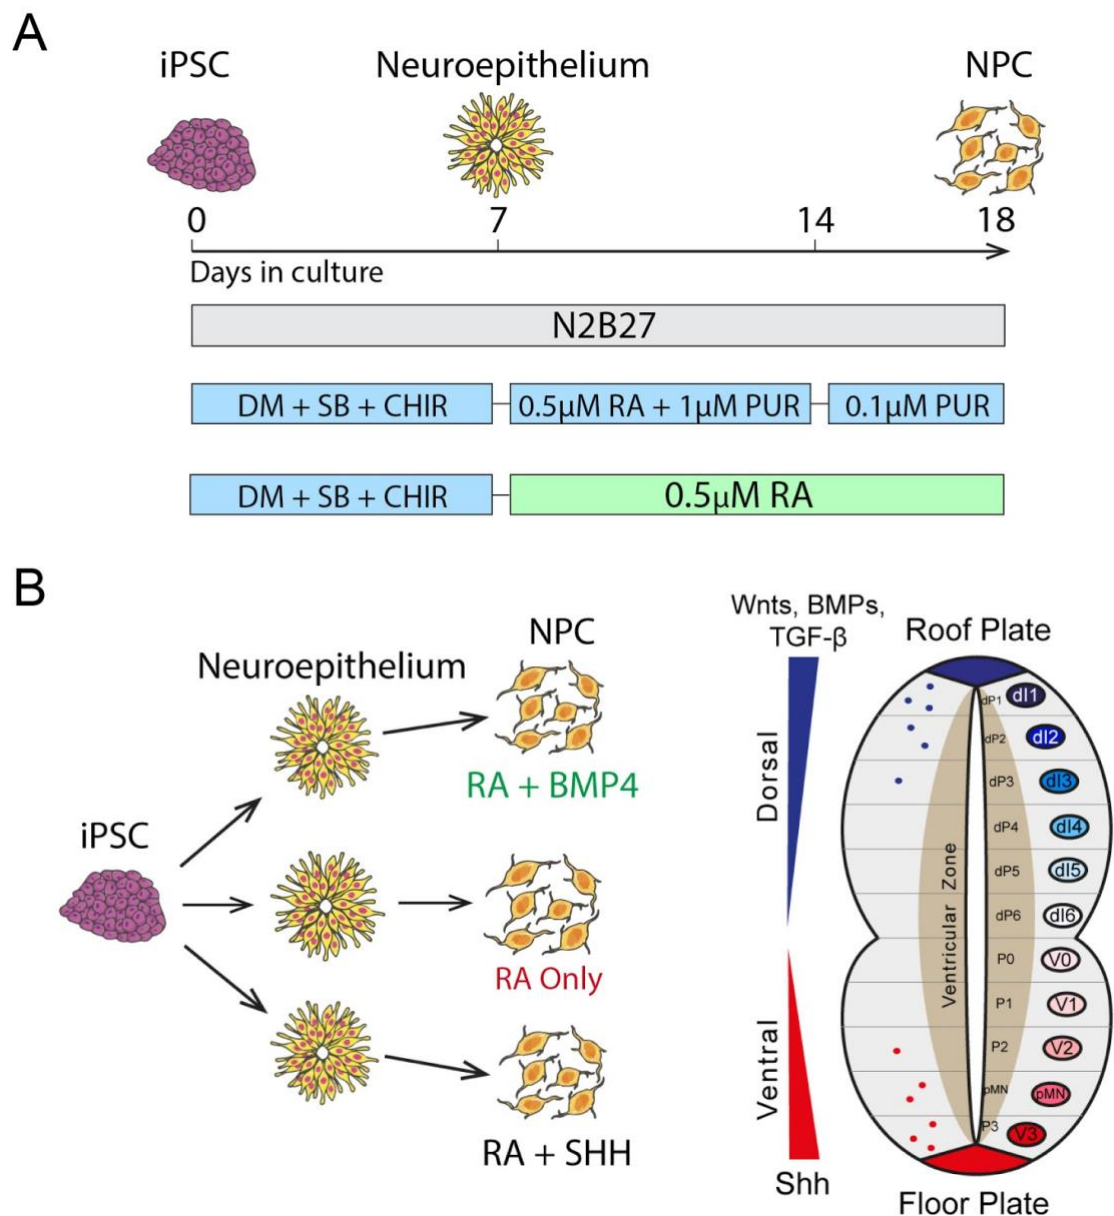 A
iPSC
Neuroepithelium
NPC
0
7
14
18
Days in culture
N2B27
DM + SB + CHIR
0.5µM RA + 1µM PUR
0.1µM PUR
DM + SB + CHIR
0.5µM RA
B
iPSC
Neuroepithelium
NPC
RA + BMP4
RA Only
RA + SHH
Wnts, BMPs,
TGF-β
Dorsal
Ventral
Shh
Roof Plate
Ventricular Zone
dP1 dI1
dP2 dI2
dP3 dI3
dP4 dI4
dP5 dI5
dP6 dI6
P0 V0
P1 V1
P2 V2
pMN pMN
P3 V3
Floor Plate